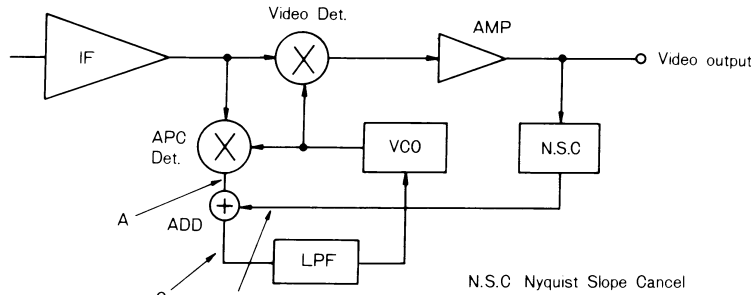 Video Det.
AMP
IF
Video output
APC
Det.
VCO
N.S.C
A
ADD
LPF
N.S.C Nyquist Slope Cancel